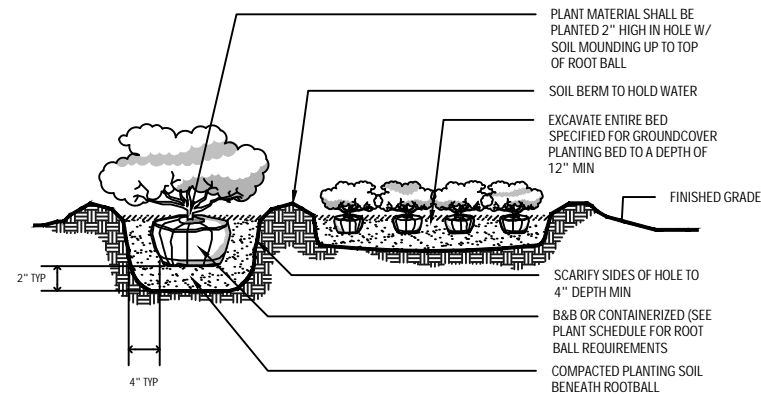 PLANT MATERIAL SHALL BE
PLANTED 2" HIGH IN HOLE W/
SOIL MOUNDING UP TO TOP
OF ROOT BALL
SOIL BERM TO HOLD WATER
EXCAVATE ENTIRE BED
SPECIFIED FOR GROUNDCOVER
PLANTING BED TO A DEPTH OF
12" MIN
FINISHED GRADE
SCARIFY SIDES OF HOLE TO
4" DEPTH MIN
2" TYP
B&B OR CONTAINERIZED (SEE
PLANT SCHEDULE FOR ROOT
BALL REQUIREMENTS
4" TYP
COMPACTED PLANTING SOIL
BENEATH ROOTBALL